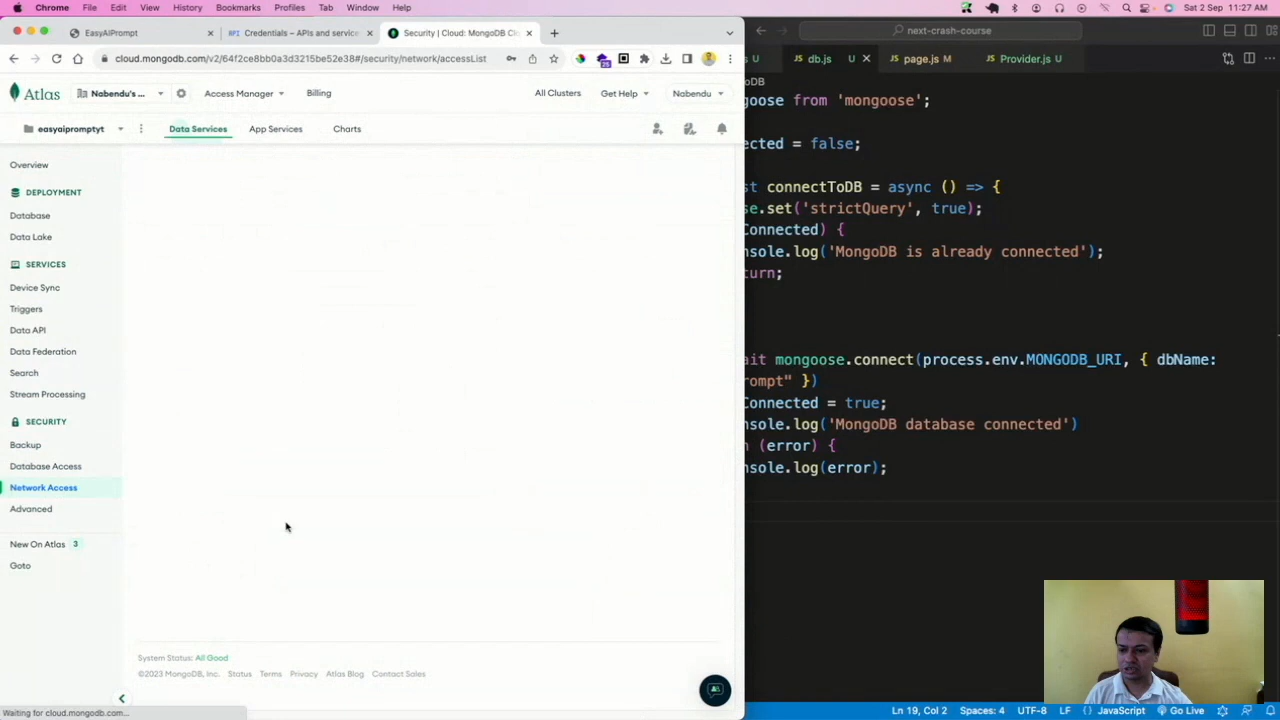 Chrome File Edit View History Bookmarks Profiles Tab Window Help
Sat 2 Sep 11:27 AM
EasyAIPrompt
API Credentials – APIs and service
Security | Cloud: MongoDB Cl
cloud.mongodb.com/v2/64f2ce8bb0a3d3215be52e38#/security/network/accessList
25
Atlas
Nabendu's ...
Access Manager
Billing
All Clusters
Get Help
Nabendu
easyaipromptyt
Data Services
App Services
Charts
Overview
DEPLOYMENT
Database
Data Lake
SERVICES
Device Sync
Triggers
Data API
Data Federation
Search
Stream Processing
SECURITY
Backup
Database Access
Network Access
Advanced
New On Atlas 3
Goto
System Status: All Good
©2023 MongoDB, Inc. Status Terms Privacy Atlas Blog Contact Sales
Waiting for cloud.mongodb.com...
next-crash-course
s U
JS db.js U
JS page.js M
JS Provider.js U
oDB
goose from 'mongoose';
ected = false;
st connectToDB = async () => {
se.set('strictQuery', true);
Connected) {
nsole.log('MongoDB is already connected');
turn;
ait mongoose.connect(process.env.MONGODB_URI, { dbName:
rompt" })
Connected = true;
nsole.log('MongoDB database connected')
h (error) {
nsole.log(error);
Ln 19, Col 2 Spaces: 4 UTF-8 LF {} JavaScript Go Live